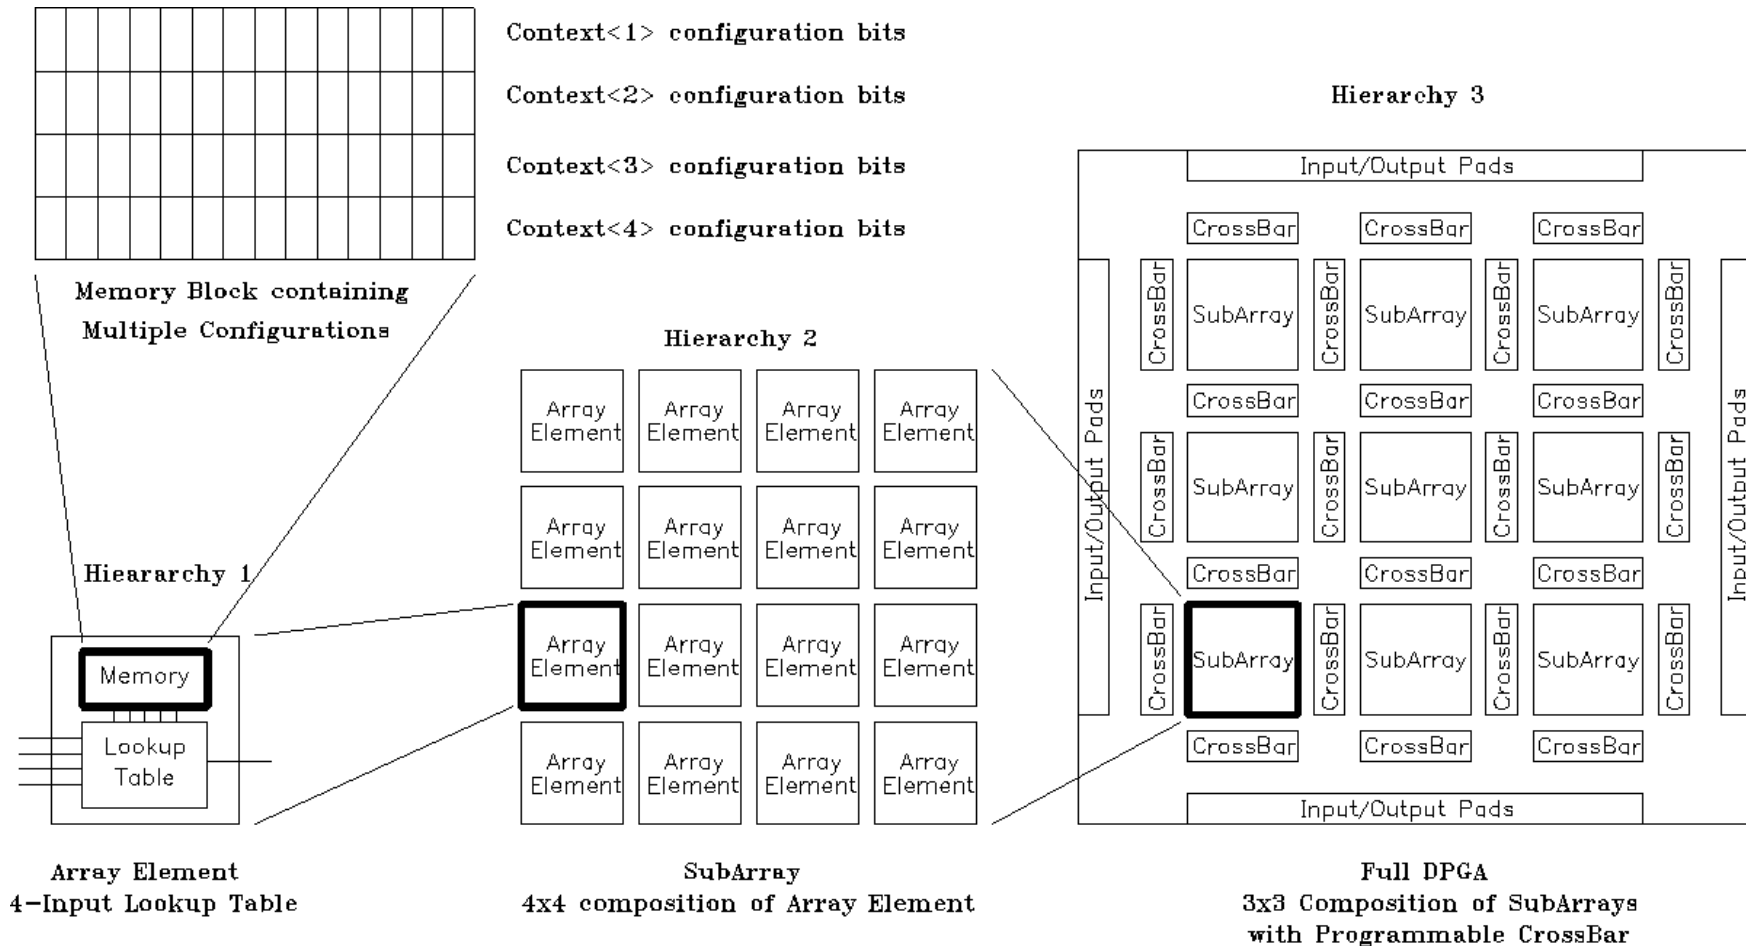 Context<1> configuration bits
Context<2> configuration bits
Context<3> configuration bits
Context<4> configuration bits
Memory Block containing
Multiple Configurations
Hieararchy 1
Memory
Lookup
Table
Array Element
4-Input Lookup Table
Hierarchy 2
Array Array Array Array
Element Element Element Element
Array Array Array Array
Element Element Element Element
Array Array Array Array
Element Element Element Element
Array Array Array Array
Element Element Element Element
SubArray
4x4 composition of Array Element
Hierarchy 3
Input/Output Pads
CrossBar CrossBar CrossBar
CrossBar SubArray CrossBar SubArray CrossBar SubArray CrossBar
CrossBar CrossBar CrossBar
Input/Output Pads CrossBar SubArray CrossBar SubArray CrossBar SubArray CrossBar Input/Output Pads
CrossBar CrossBar CrossBar
CrossBar SubArray CrossBar SubArray CrossBar SubArray CrossBar
CrossBar CrossBar CrossBar
Input/Output Pads
Full DPGA
3x3 Composition of SubArrays
with Programmable CrossBar